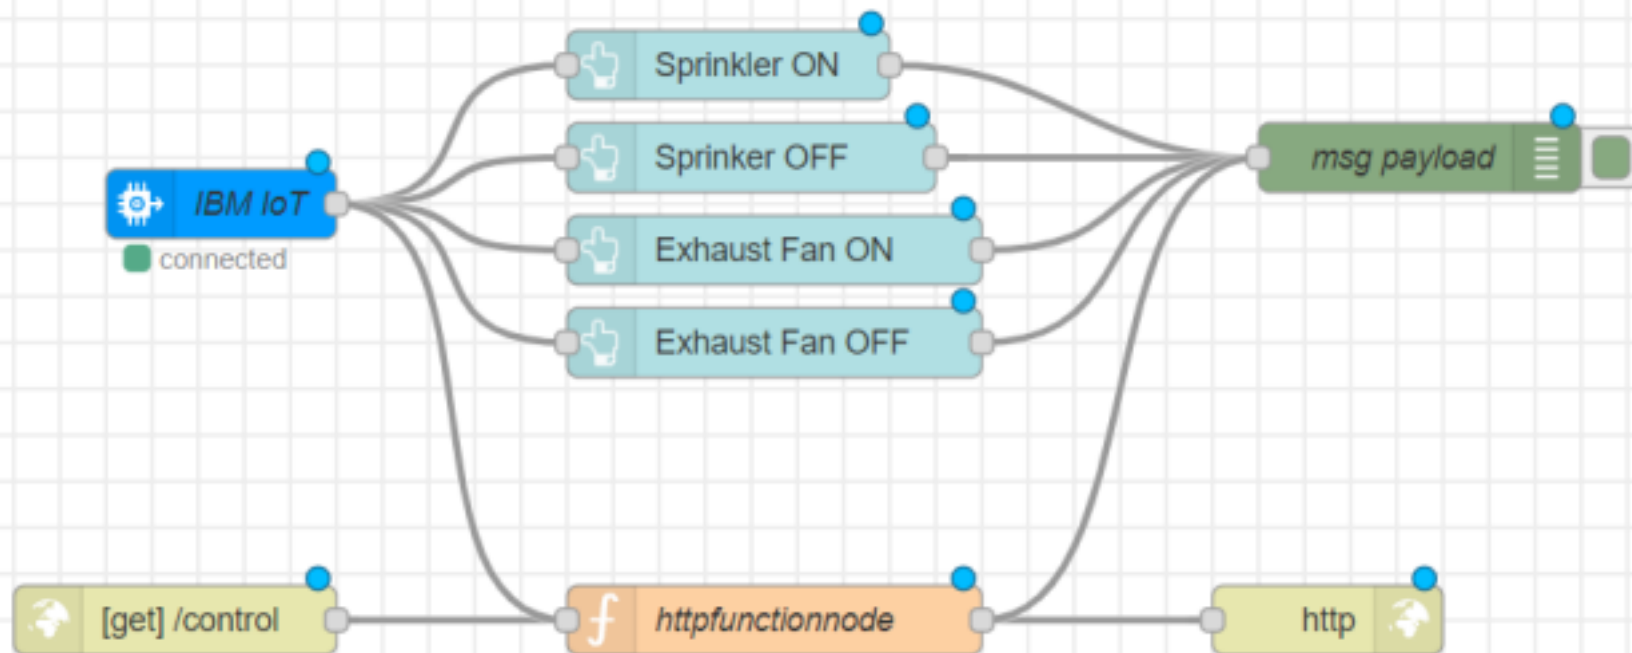 Sprinkler ON
Sprinker OFF
msg payload
IBM IoT
Exhaust Fan ON
connected
Exhaust Fan OFF
[get] /control
httpfunctionnode
http